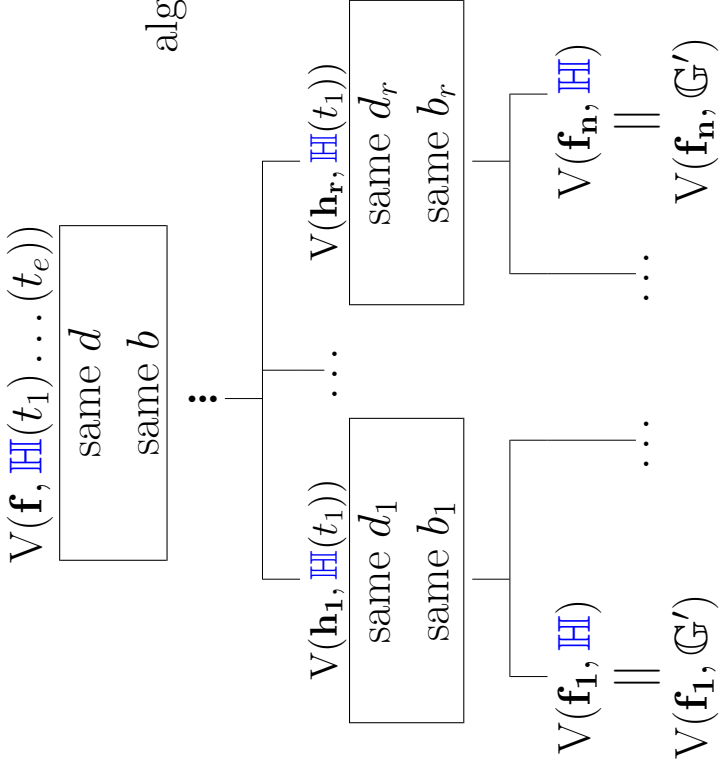 V(𝐟, ℍ(t₁) … (tₑ))
same d
same b
⋮
alg
V(𝐡₁, ℍ(t₁))
same d₁
same b₁
…
V(𝐡ᵣ, ℍ(t₁))
same dᵣ
same bᵣ
V(𝐟₁, ℍ)
||
V(𝐟₁, 𝔾′)
…
…
V(𝐟ₙ, ℍ)
||
V(𝐟ₙ, 𝔾′)